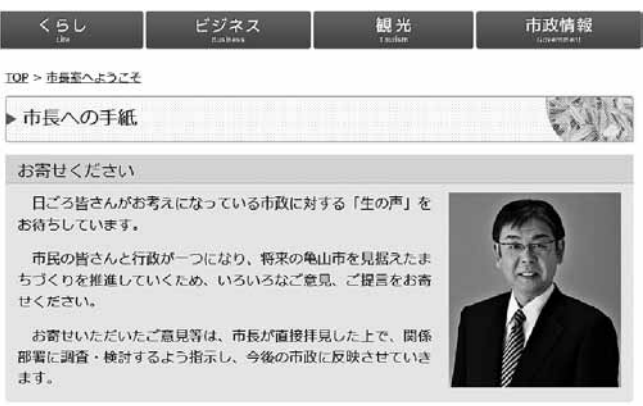 くらし
Life
ビジネス
Business
観光
Tourism
市政情報
Government
TOP > 市長室へようこそ
市長への手紙
お寄せください
日ごろ皆さんがお考えになっている市政に対する「生の声」を
お待ちしています。
市民の皆さんと行政が一つになり、将来の亀山市を見据えたま
ちづくりを推進していくため、いろいろなご意見、ご提言をお寄
せください。
お寄せいただいたご意見等は、市長が直接拝見した上で、関係
部署に調査・検討するよう指示し、今後の市政に反映させていき
ます。